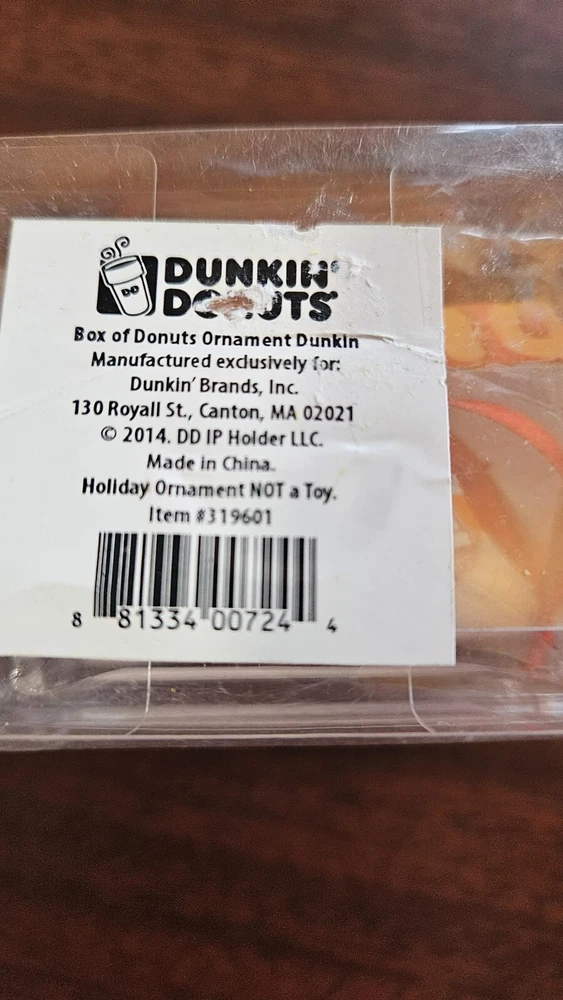 DD
DUNKIN'
DONUTS
Box of Donuts Ornament Dunkin
Manufactured exclusively for:
Dunkin' Brands, Inc.
130 Royall St., Canton, MA 02021
© 2014. DD IP Holder LLC.
Made in China.
Holiday Ornament NOT a Toy.
Item #319601
8 81334 00724 4